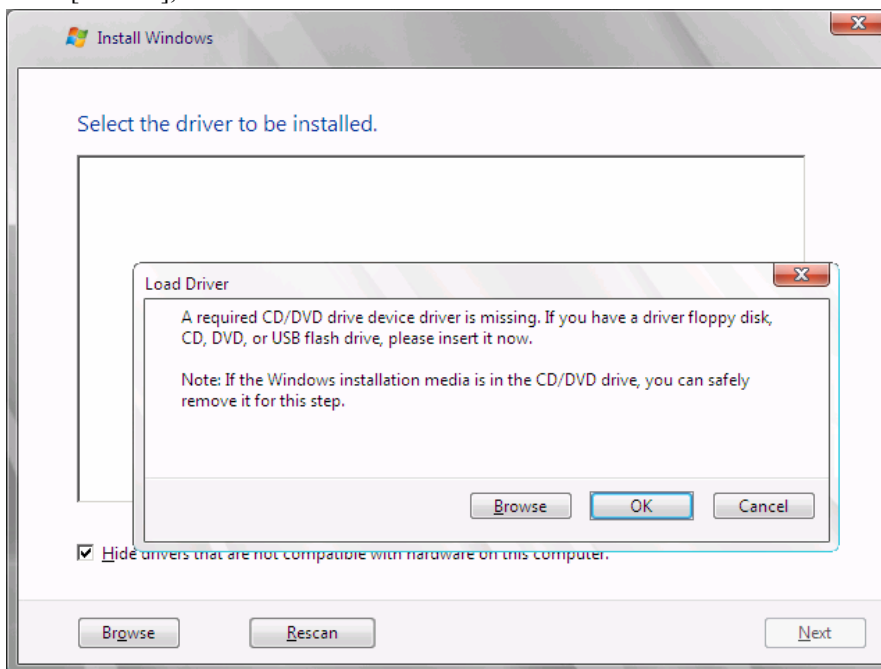 Install Windows
Select the driver to be installed.
Load Driver
A required CD/DVD drive device driver is missing. If you have a driver floppy disk,
CD, DVD, or USB flash drive, please insert it now.
Note: If the Windows installation media is in the CD/DVD drive, you can safely
remove it for this step.
Browse OK Cancel
Hide drivers that are not compatible with hardware on this computer.
Browse Rescan Next